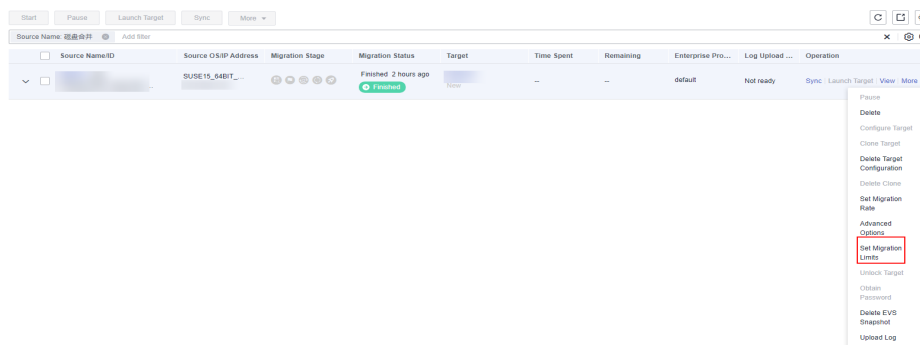 Start Pause Launch Target Sync More
Source Name: 磁盘合并 Add filter
Source Name/ID Source OS/IP Address Migration Stage Migration Status Target Time Spent Remaining Enterprise Pro... Log Upload ... Operation
SUSE15_64BIT_... Finished 2 hours ago -- -- default Not ready Sync Launch Target View More
Finished New
Pause
Delete
Configure Target
Clone Target
Delete Target
Configuration
Delete Clone
Set Migration
Rate
Advanced
Options
Set Migration
Limits
Unlock Target
Obtain
Password
Delete EVS
Snapshot
Upload Log